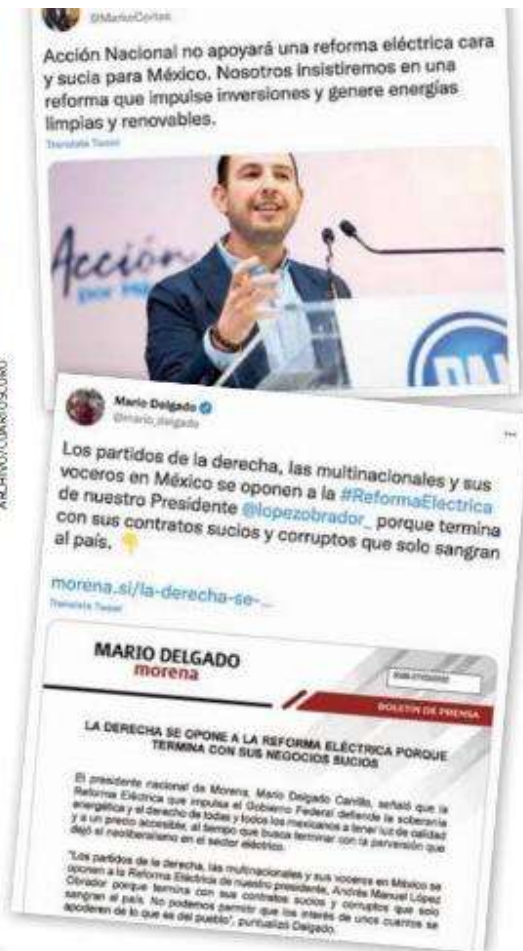 @MarkoCortes
Acción Nacional no apoyará una reforma eléctrica cara
y sucia para México. Nosotros insistiremos en una
reforma que impulse inversiones y genere energías
limpias y renovables.
Translate Tweet
Acción
por
PAN
ARCHIVO/CUARTOSCURO
Mario Delgado
@mario_delgado
Los partidos de la derecha, las multinacionales y sus
voceros en México se oponen a la #ReformaElectrica
de nuestro Presidente @lopezobrador_ porque termina
con sus contratos sucios y corruptos que solo sangran
al país. 👇
morena.si/la-derecha-se-...
Translate Tweet
MARIO DELGADO
morena
BOLETÍN DE PRENSA
LA DERECHA SE OPONE A LA REFORMA ELÉCTRICA PORQUE
TERMINA CON SUS NEGOCIOS SUCIOS
El presidente nacional de Morena, Mario Delgado Carrillo, señaló que la
Reforma Eléctrica que impulsa el Gobierno Federal defiende la soberanía
energética y el derecho de todas y todos los mexicanos a tener luz de calidad
y a un precio accesible, al tiempo que busca terminar con la perversión que
dejó el neoliberalismo en el sector eléctrico.
"Los partidos de la derecha, las multinacionales y sus voceros en México se
oponen a la Reforma Eléctrica de nuestro presidente, Andrés Manuel López
Obrador porque termina con sus contratos sucios y corruptos que solo
sangran el país. No podemos permitir que los interés de unos cuantos se
apoderen de lo que es del pueblo", puntualizó Delgado.